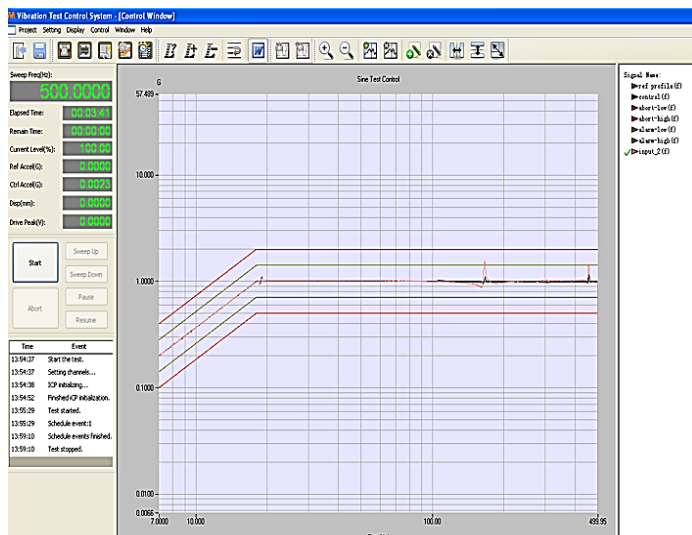 Vibration Test Control System - [Control Window]
Project Setting Display Control Window Help
Sweep Freq(Hz):
500.0000
Elapsed Time: 00:03:41
Remain Time: 00:00:00
Current Level(%): 100.00
Ref Accel(G): 0.0000
Ctrl Accel(G): 0.0023
Disp(mm): 0.0000
Drive Peak(V): 0.0000
Start
Sweep Up
Sweep Down
Abort
Pause
Resume
Time Event
13:54:37 Start the test.
13:54:37 Setting channels...
13:54:38 ICP initializing...
13:54:52 Finished ICP initialization.
13:55:29 Test started.
13:55:29 Schedule event:1
13:59:10 Schedule events finished.
13:59:10 Test stopped.
G
Sine Test Control
57.489
10.000
1.0000
0.1000
0.0100
0.0066
7.0000 10.000 100.00 499.95
Signal Name:
ref profile(f)
control(f)
abort-low(f)
abort-high(f)
alarm-low(f)
alarm-high(f)
input_2(f)